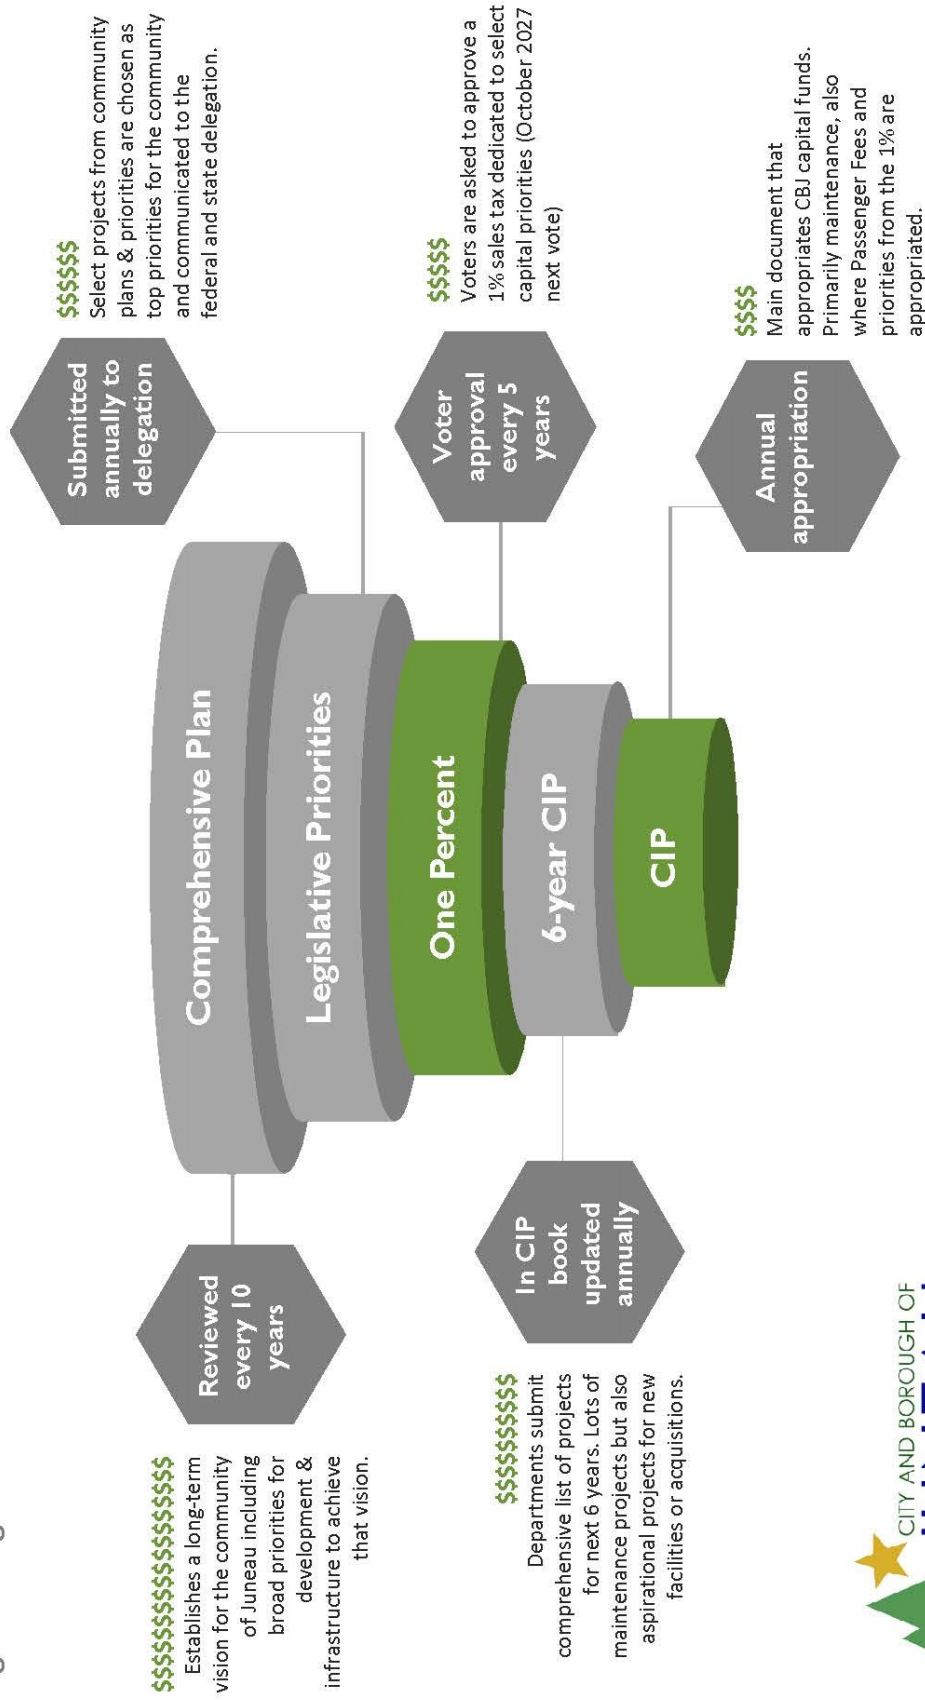 Comprehensive Plan
Legislative Priorities
One Percent
6-year CIP
CIP
Reviewed
every 10
years
$$$$$$$$$$$$$$$$$$
Establishes a long-term
vision for the community
of Juneau including
broad priorities for
development &
infrastructure to achieve
that vision.
Submitted
annually to
delegation
$$$$$$
Select projects from community
plans & priorities are chosen as
top priorities for the community
and communicated to the
federal and state delegation.
Voter
approval
every 5
years
$$$$$
Voters are asked to approve a
1% sales tax dedicated to select
capital priorities (October 2027
next vote)
In CIP
book
updated
annually
$$$$$$$$$$
Departments submit
comprehensive list of projects
for next 6 years. Lots of
maintenance projects but also
aspirational projects for new
facilities or acquisitions.
Annual
appropriation
$$$$
Main document that
appropriates CBJ capital funds.
Primarily maintenance, also
where Passenger Fees and
priorities from the 1% are
appropriated.
CITY AND BOROUGH OF